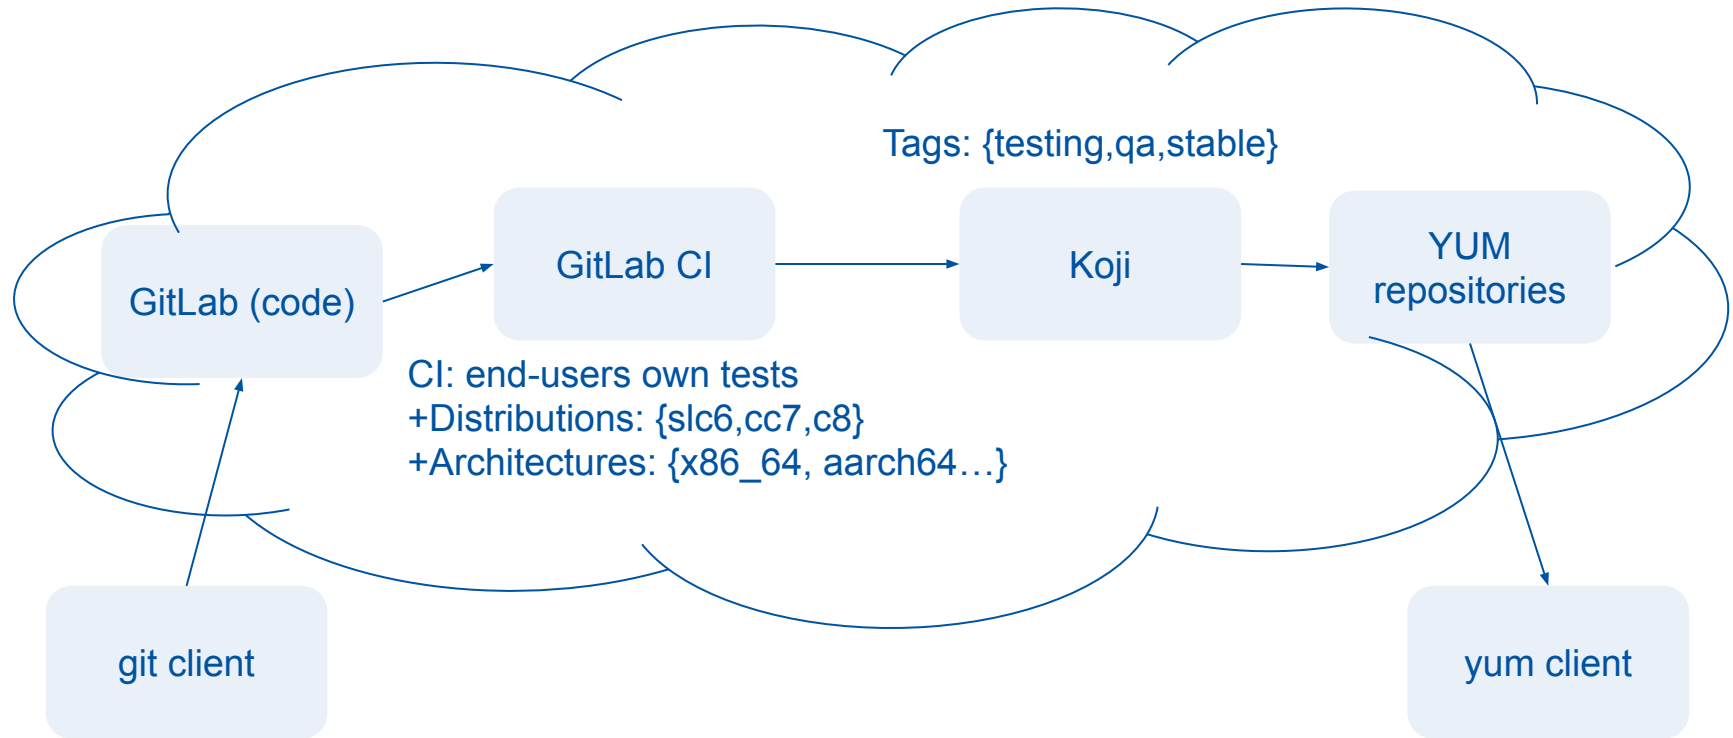 Tags: {testing,qa,stable}
GitLab (code)
GitLab CI
Koji
YUM
repositories
CI: end-users own tests
+Distributions: {slc6,cc7,c8}
+Architectures: {x86_64, aarch64…}
git client
yum client